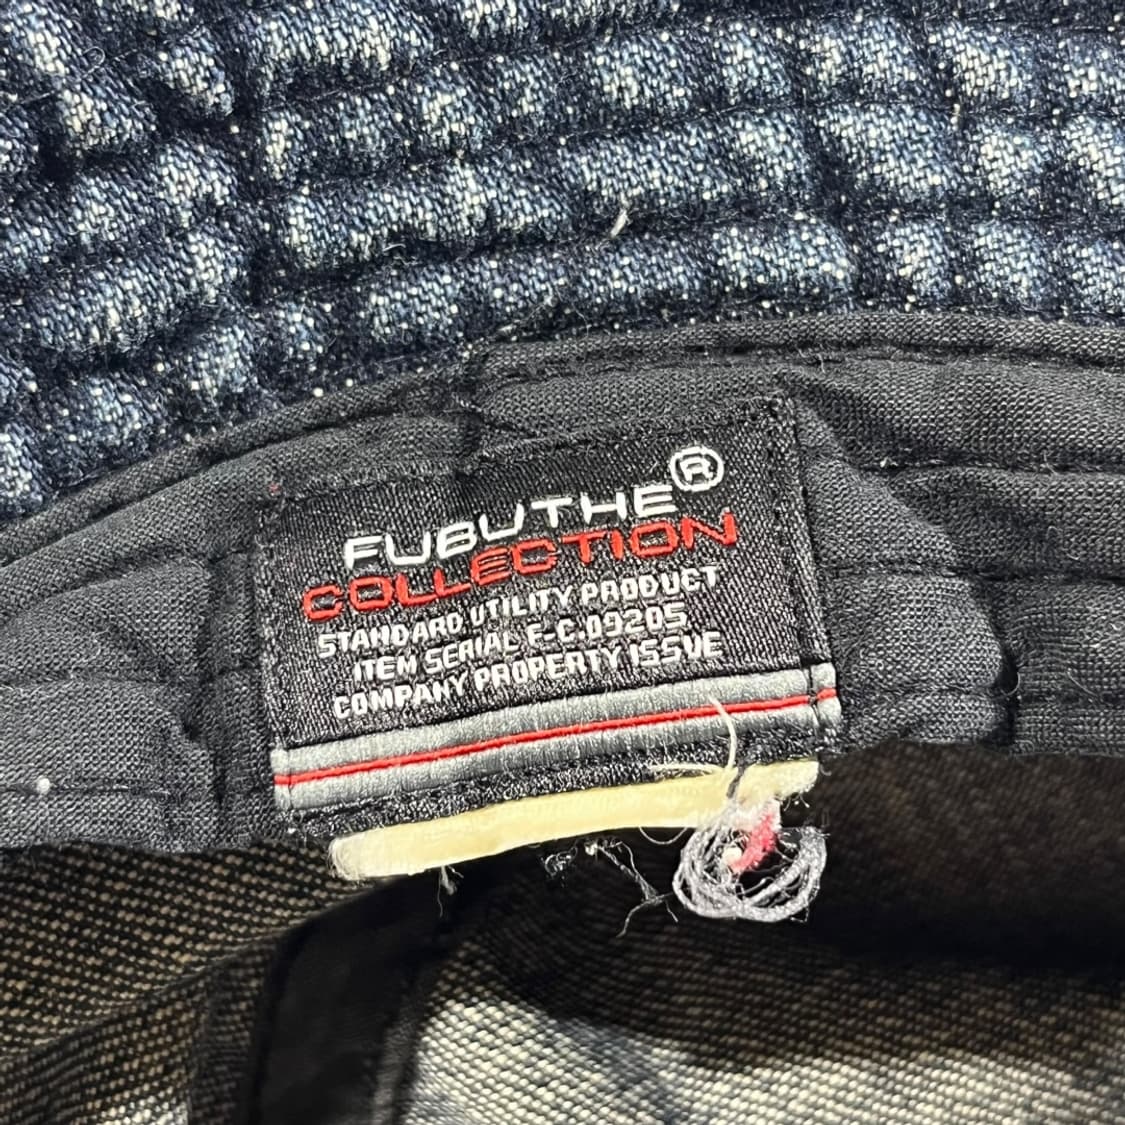 FUBUTHE®
COLLECTION
STANDARD UTILITY PRODUCT
ITEM SERIAL F-C.09205
COMPANY PROPERTY ISSUE